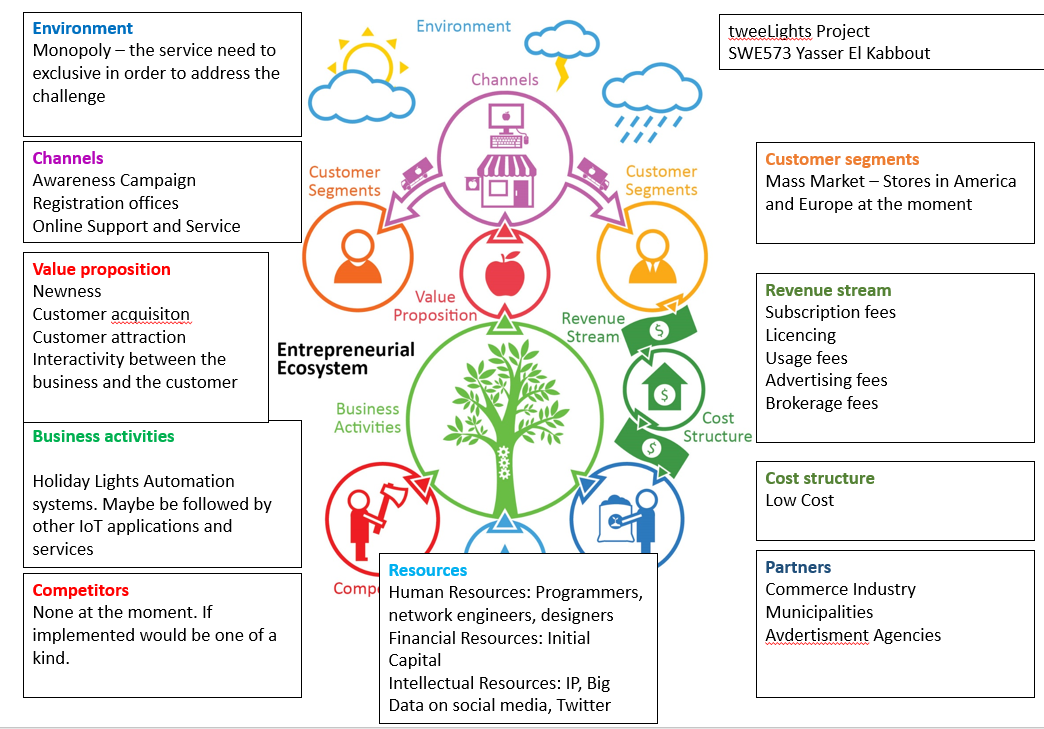 Environment
Monopoly – the service need to
exclusive in order to address the
challenge
Environment
tweeLights Project
SWE573 Yasser El Kabbout
Channels
Channels
Awareness Campaign
Registration offices
Online Support and Service
Customer
Segments
Customer
Segments
Customer segments
Mass Market – Stores in America
and Europe at the moment
Value proposition
Newness
Customer acquisiton
Customer attraction
Interactivity between the
business and the customer
Value
Proposition
Revenue
Stream
$
$
$
Revenue stream
Subscription fees
Licencing
Usage fees
Advertising fees
Brokerage fees
Entrepreneurial
Ecosystem
Business
Activities
Cost
Structure
Business activities
Holiday Lights Automation
systems. Maybe be followed by
other IoT applications and
services
Cost structure
Low Cost
Competitors
None at the moment. If
implemented would be one of a
kind.
Resources
Human Resources: Programmers,
network engineers, designers
Financial Resources: Initial
Capital
Intellectual Resources: IP, Big
Data on social media, Twitter
Partners
Commerce Industry
Municipalities
Avdertisment Agencies